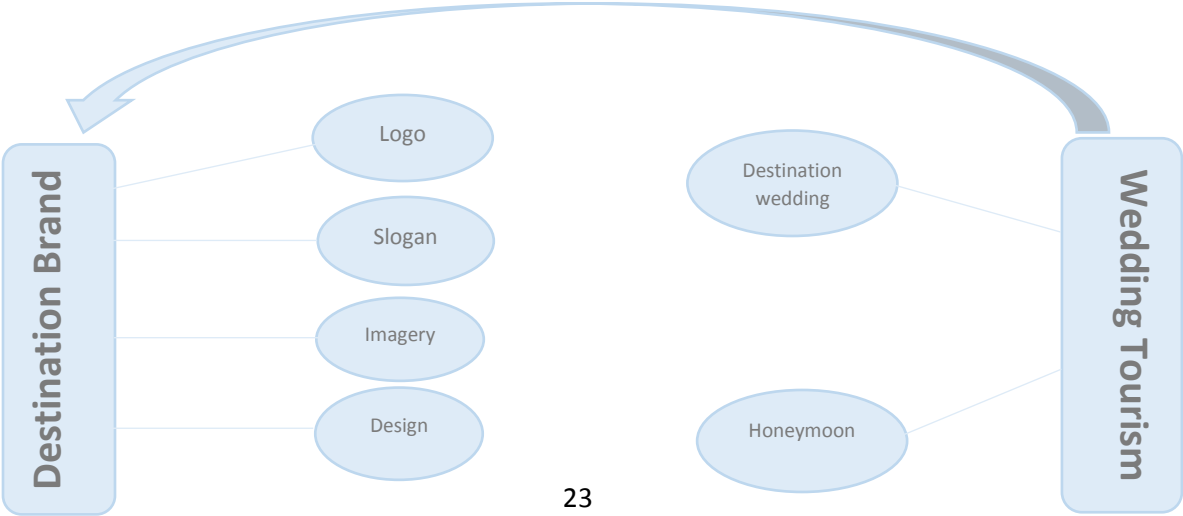 Destination Brand
Logo
Slogan
Imagery
Design
Destination
wedding
Honeymoon
Wedding Tourism
23